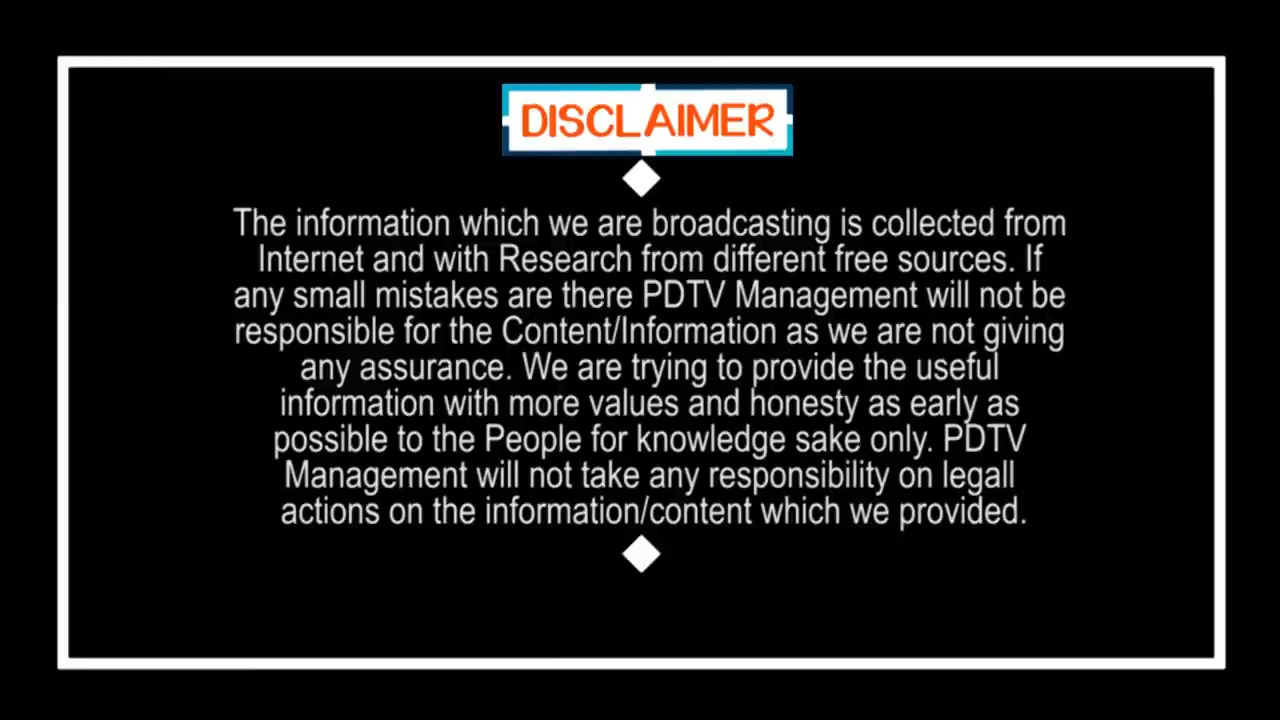 DISCLAIMER
The information which we are broadcasting is collected from
Internet and with Research from different free sources. If
any small mistakes are there PDTV Management will not be
responsible for the Content/Information as we are not giving
any assurance. We are trying to provide the useful
information with more values and honesty as early as
possible to the People for knowledge sake only. PDTV
Management will not take any responsibility on legall
actions on the information/content which we provided.